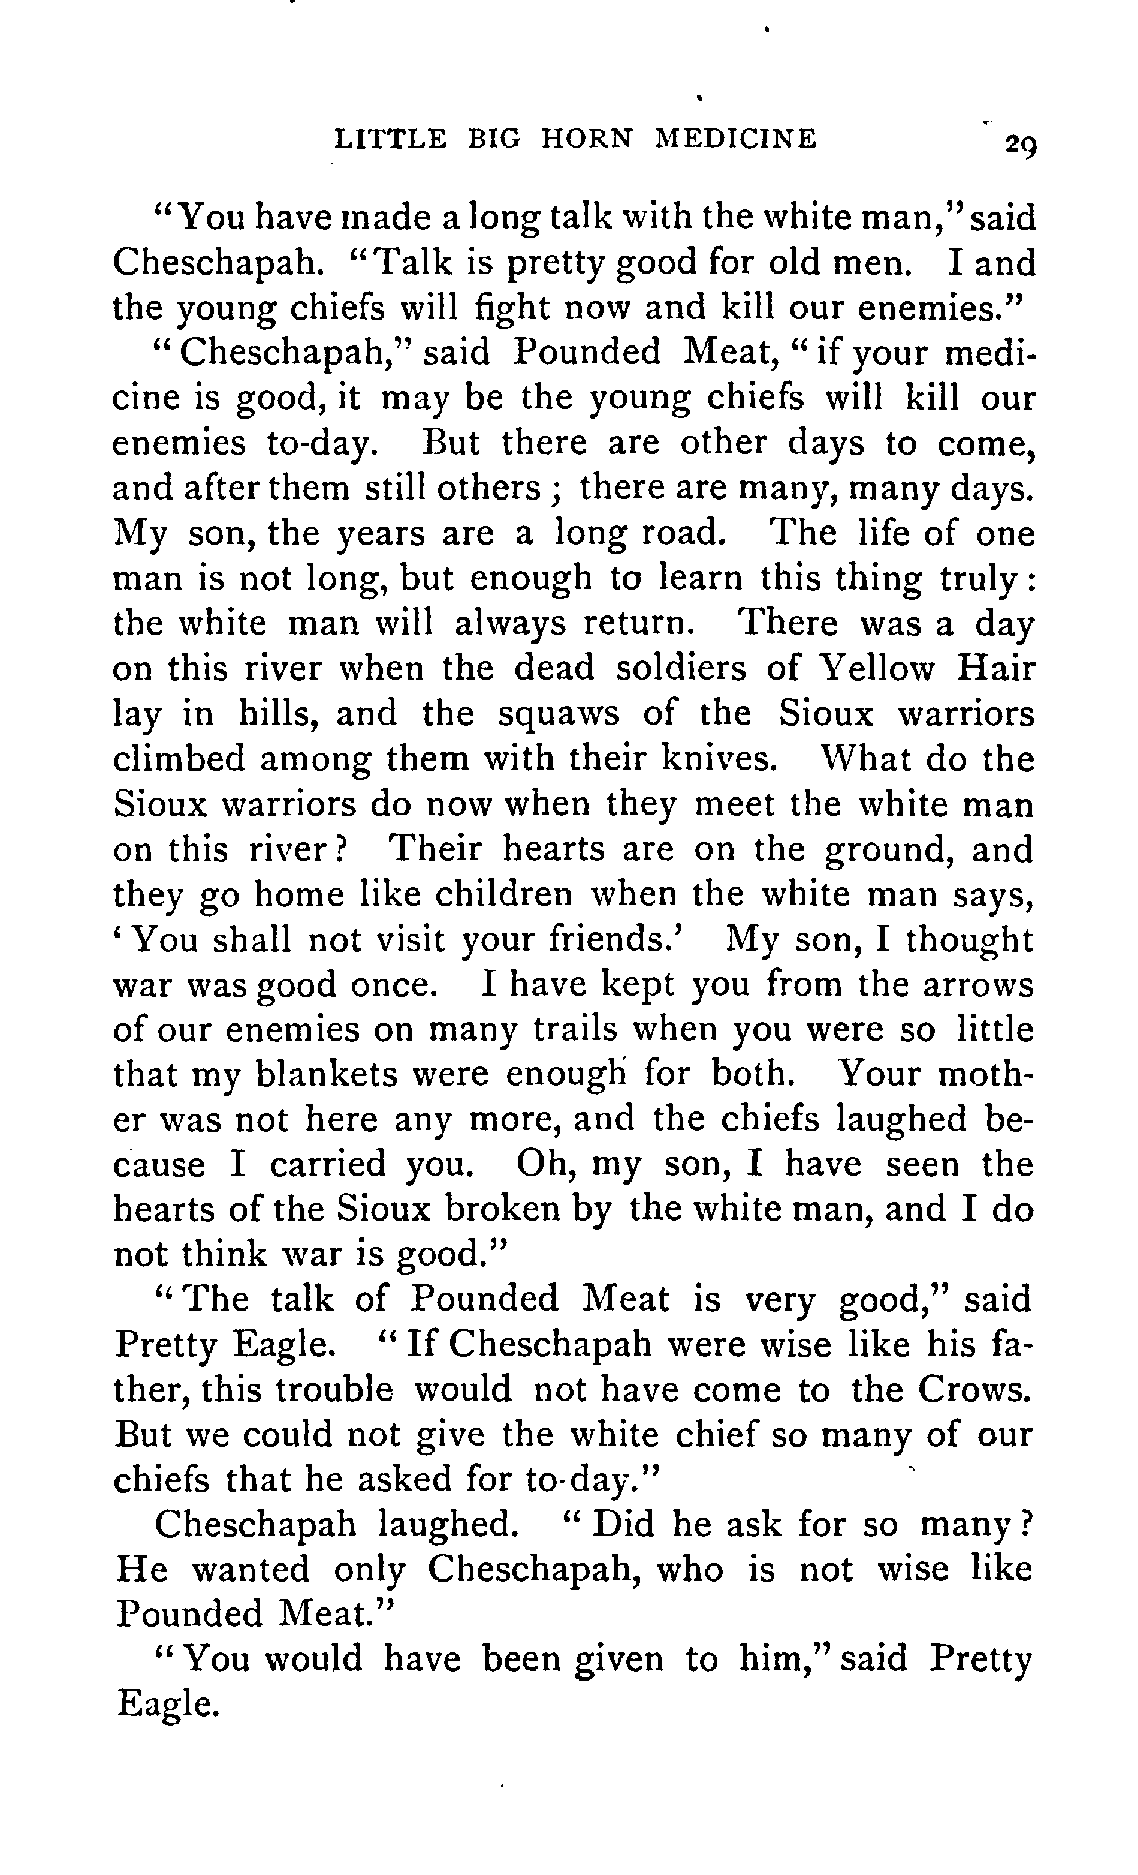 LITTLE BIG HORN MEDICINE 29
"You have made a long talk with the white man," said
Cheschapah. "Talk is pretty good for old men. I and
the young chiefs will fight now and kill our enemies."
"Cheschapah," said Pounded Meat, "if your medi-
cine is good, it may be the young chiefs will kill our
enemies to-day. But there are other days to come,
and after them still others; there are many, many days.
My son, the years are a long road. The life of one
man is not long, but enough to learn this thing truly:
the white man will always return. There was a day
on this river when the dead soldiers of Yellow Hair
lay in hills, and the squaws of the Sioux warriors
climbed among them with their knives. What do the
Sioux warriors do now when they meet the white man
on this river? Their hearts are on the ground, and
they go home like children when the white man says,
'You shall not visit your friends.' My son, I thought
war was good once. I have kept you from the arrows
of our enemies on many trails when you were so little
that my blankets were enough for both. Your moth-
er was not here any more, and the chiefs laughed be-
cause I carried you. Oh, my son, I have seen the
hearts of the Sioux broken by the white man, and I do
not think war is good."
"The talk of Pounded Meat is very good," said
Pretty Eagle. "If Cheschapah were wise like his fa-
ther, this trouble would not have come to the Crows.
But we could not give the white chief so many of our
chiefs that he asked for to-day."
Cheschapah laughed. "Did he ask for so many?
He wanted only Cheschapah, who is not wise like
Pounded Meat."
"You would have been given to him," said Pretty
Eagle.